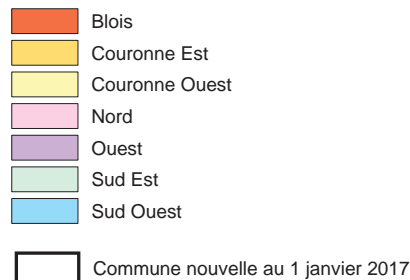 Blois
Couronne Est
Couronne Ouest
Nord
Ouest
Sud Est
Sud Ouest
Commune nouvelle au 1 janvier 2017